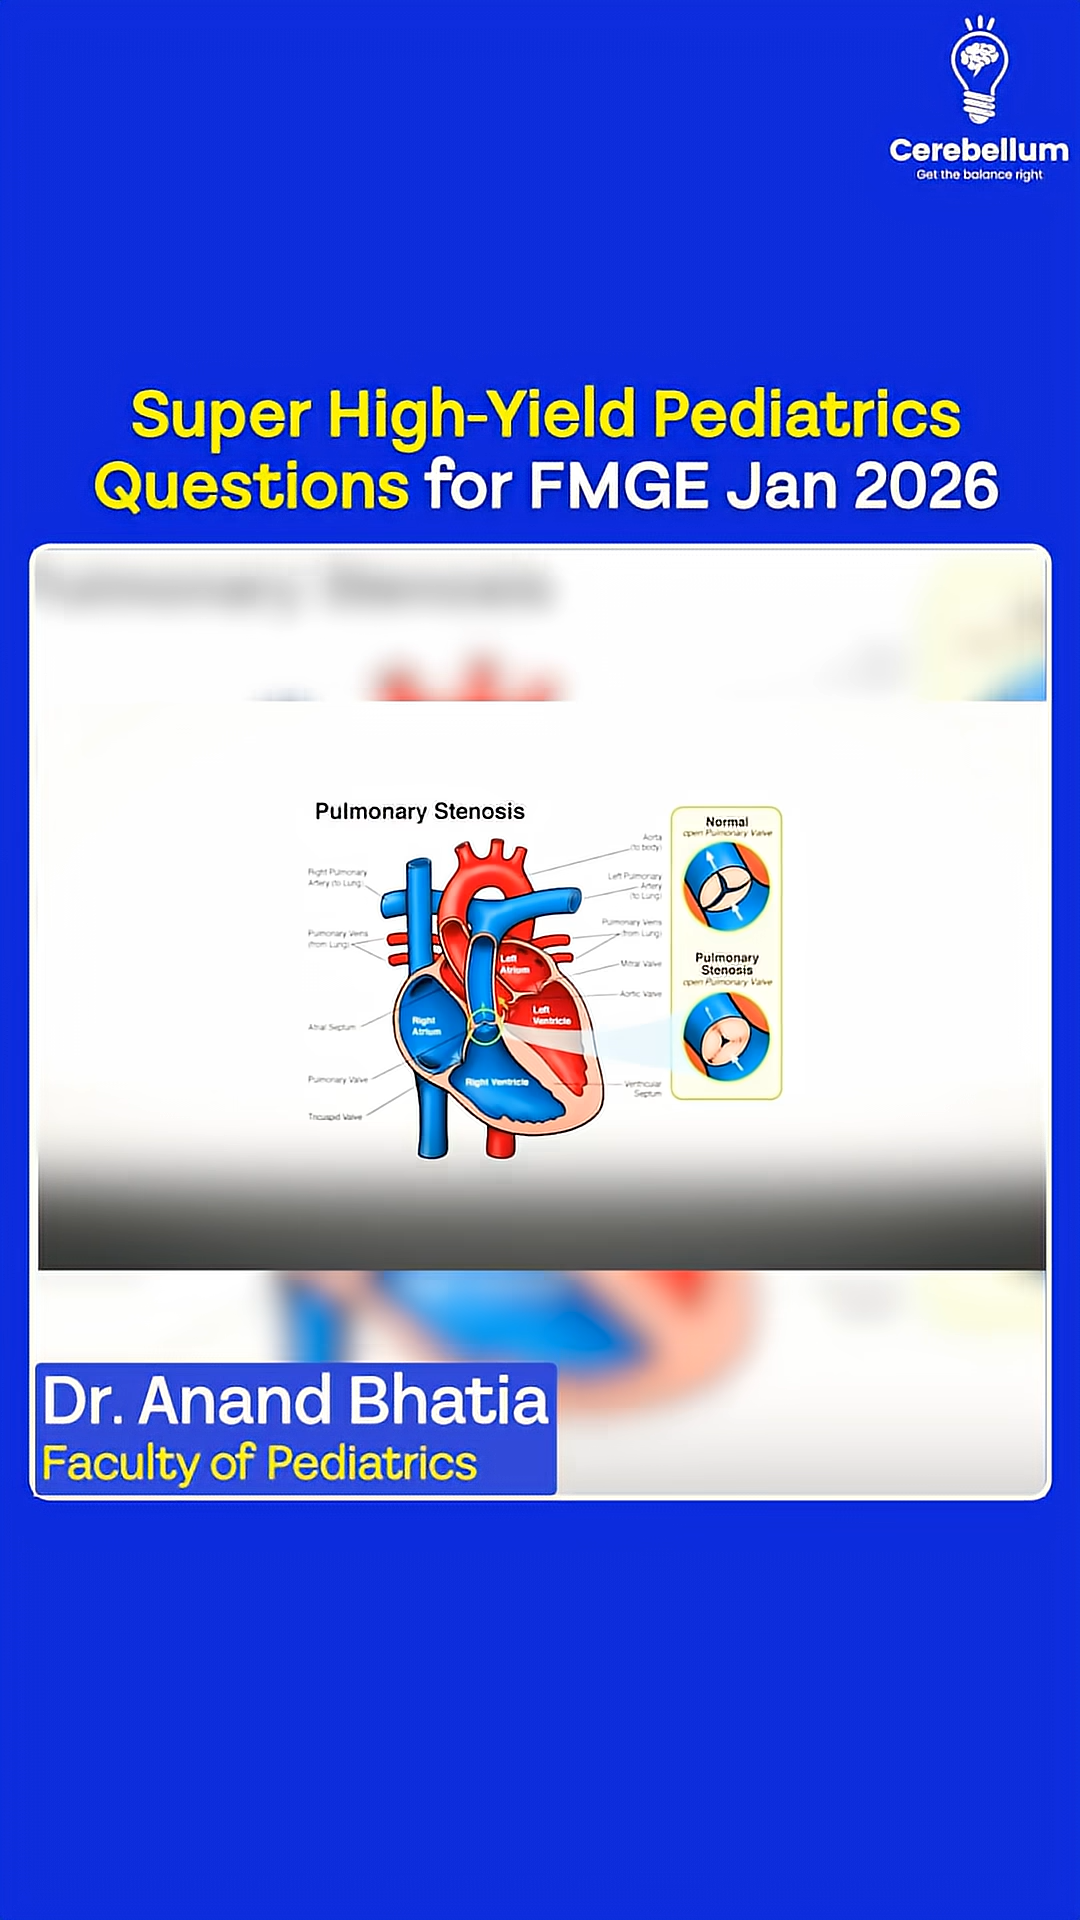 Cerebellum
Get the balance right
Super High-Yield Pediatrics
Questions for FMGE Jan 2026
Pulmonary Stenosis
Normal
open Pulmonary Valve
Aorta
(to body)
Right Pulmonary
Artery (to Lung)
Left Pulmonary
Artery
(to Lung)
Pulmonary Veins
(from Lung)
Pulmonary Veins
(from Lung)
Left
Atrium
Mitral Valve
Pulmonary
Stenosis
open Pulmonary Valve
Aortic Valve
Left
Ventricle
Right
Atrium
Atrial Septum
Pulmonary Valve
Right Ventricle
Ventricular
Septum
Tricuspid Valve
Dr. Anand Bhatia
Faculty of Pediatrics